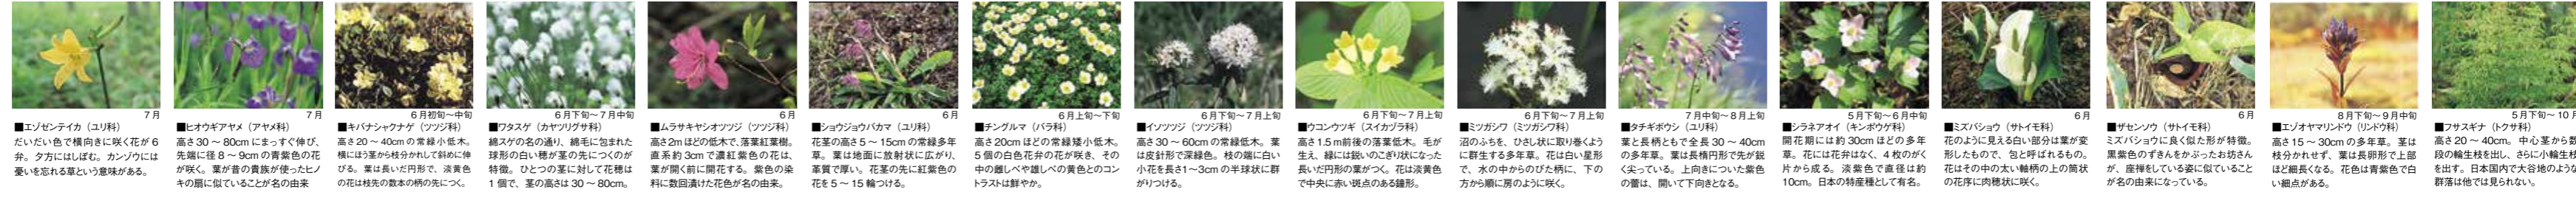 7月
■エゾゼンテイカ（ユリ科）
だいだい色で横向きに咲く花が6
弁。夕方にはしぼむ。カンゾウには
憂いを忘れる草という意味がある。
7月
■ヒオウギアヤメ（アヤメ科）
高さ30～80cmにまっすぐ伸び、
先端に径8～9cmの青紫色の花
が咲く。葉が昔の貴族が使ったヒノ
キの扇に似ていることが名の由来
6月初旬～中旬
■キバナシャクナゲ（ツツジ科）
高さ20～40cmの常緑小低木。
横にほう茎から枝分かれして斜めに伸
びる。葉は長いだ円形で、淡黄色
の花は枝先の数本の柄の先につく。
6月下旬～7月中旬
■ワタスゲ（カヤツリグサ科）
綿スゲの名の通り、綿毛に包まれた
球形の白い穂が茎の先につくのが
特徴。ひとつの茎に対して花穂は
1個で、茎の高さは30～80cm。
6月
■ムラサキヤシオツツジ（ツツジ科）
高さ2mほどの低木で、落葉紅葉樹。
直系約3cmで濃紅紫色の花は、
葉が開く前に開花する。紫色の染
料に数回漬けた花色が名の由来。
6月
■ショウジョウバカマ（ユリ科）
花茎の高さ5～15cmの常緑多年
草。葉は地面に放射状に広がり、
革質で厚い。花茎の先に紅紫色の
花を5～15輪つける。
6月上旬～下旬
■チングルマ（バラ科）
高さ20cmほどの常緑矮小低木。
5個の白色花弁の花が咲き、その
中の雌しべや雄しべの黄色とのコン
トラストは鮮やか。
6月下旬～7月上旬
■イソツツジ（ツツジ科）
高さ30～60cmの常緑低木。葉
は皮針形で深緑色。枝の端に白い
小花を長さ1～3cmの半球状に群
がりつける。
6月下旬～7月上旬
■ウコンウツギ（スイカヅラ科）
高さ1.5m前後の落葉低木。毛が
生え、緑には鋭いのこぎり状になった
長いだ円形の葉がつく。花は淡黄色
で中央に赤い斑点のある鐘形。
6月下旬～7月上旬
■ミツガシワ（ミツガシワ科）
沼のふちを、ひさし状に取り巻くよう
に群生する多年草。花は白い星形
で、水の中からのびた柄に、下の
方から順に房のように咲く。
7月中旬～8月上旬
■タチギボウシ（ユリ科）
葉と長柄ともで全長30～40cm
の多年草。葉は長楕円形で先が鋭
く尖っている。上向きについた紫色
の蕾は、開いて下向きとなる。
5月下旬～6月中旬
■シラネアオイ（キンポウゲ科）
開花期には約30cmほどの多年
草。花には花弁はなく、4枚のがく
片から成る。淡紫色で直径は約
10cm。日本の特産種として有名。
6月
■ミズバショウ（サトイモ科）
花のように見える白い部分は葉が変
形したもので、包と呼ばれるもの。
花はその中の太い軸柄の上の筒状
の花序に肉穂状に咲く。
6月
■ザゼンソウ（サトイモ科）
ミズバショウに良く似た形が特徴。
黒紫色のずきんをかぶったお坊さん
が、座禅をしている姿に似ていること
が名の由来になっている。
8月下旬～9月中旬
■エゾオヤマリンドウ（リンドウ科）
高さ15～30cmの多年草。茎は
枝分かれせず、葉は長卵形で上部
ほど細長くなる。花色は青紫色で白
い細点がある。
5月下旬～10月
■フサスギナ（トクサ科）
高さ20～40cm。中心茎から数
段の輪生枝を出し、さらに小輪生枝
を出す。日本国内で大谷地のような
群落は他では見られない。